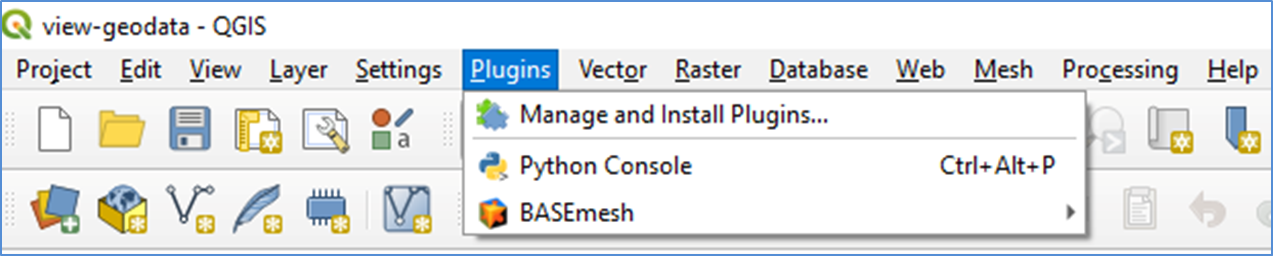 view-geodata - QGIS
Project Edit View Layer Settings Plugins Vector Raster Database Web Mesh Processing Help
Manage and Install Plugins...
a
Python Console Ctrl+Alt+P
BASEmesh